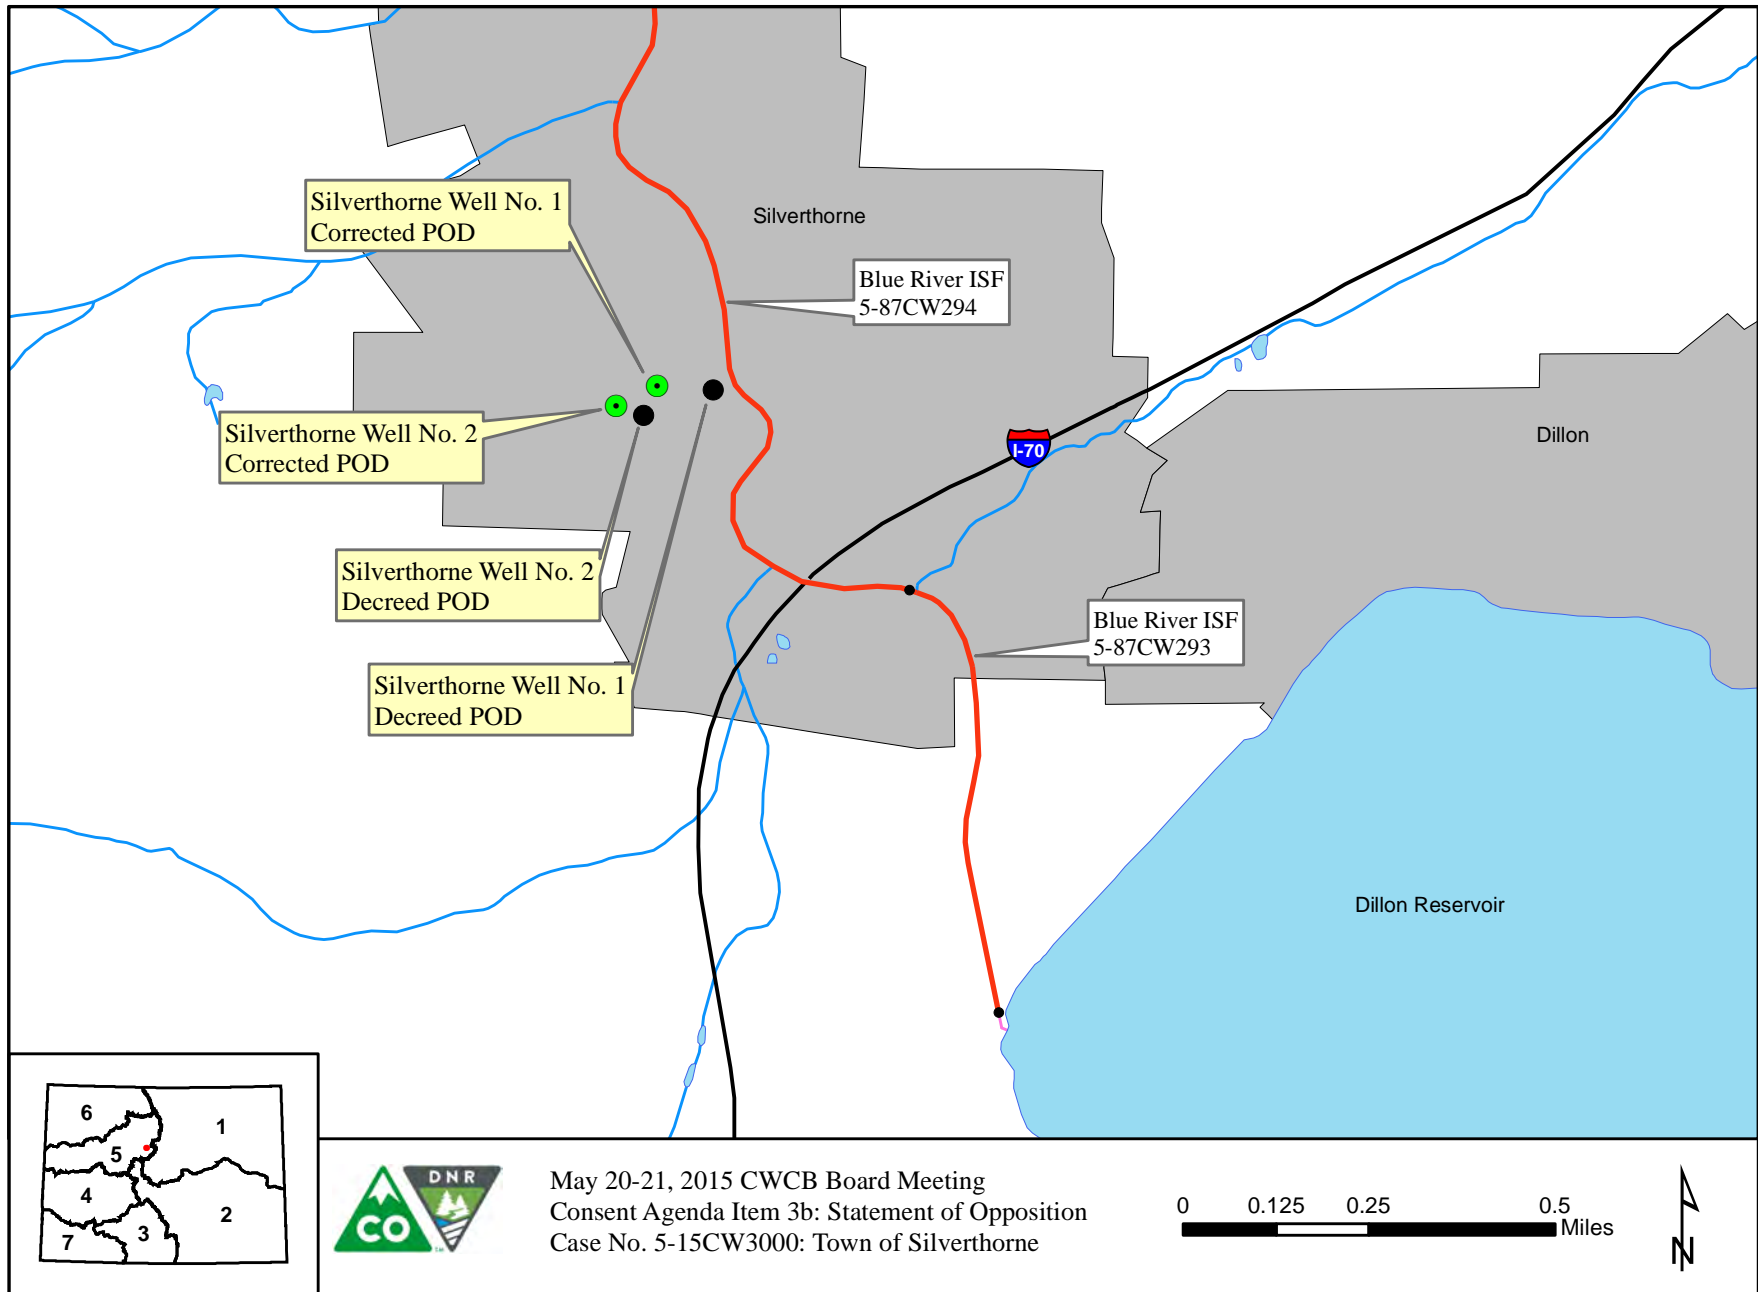 Silverthorne Well No. 1
Corrected POD
Silverthorne
Blue River ISF
5-87CW294
Silverthorne Well No. 2
Corrected POD
I-70
Dillon
Silverthorne Well No. 2
Decreed POD
Blue River ISF
5-87CW293
Silverthorne Well No. 1
Decreed POD
Dillon Reservoir
6
1
5
4
2
3
7
CO
DNR
May 20-21, 2015 CWCB Board Meeting
Consent Agenda Item 3b: Statement of Opposition
Case No. 5-15CW3000: Town of Silverthorne
0 0.125 0.25 0.5
Miles
N